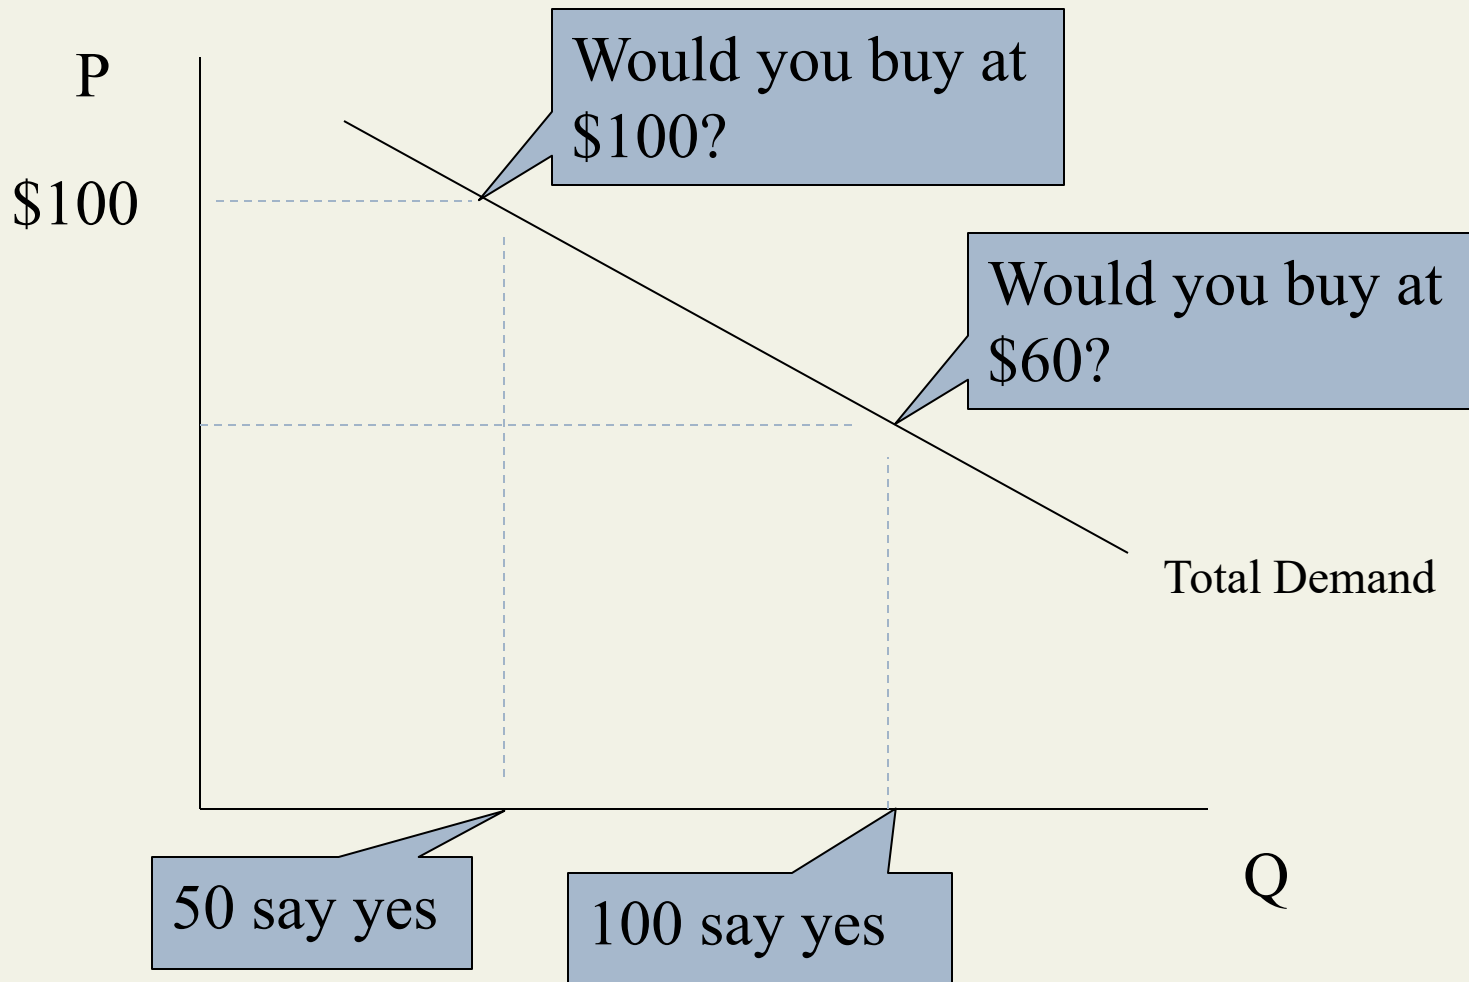 P
Would you buy at
$100?
$100
Would you buy at
$60?
Total Demand
Q
50 say yes
100 say yes